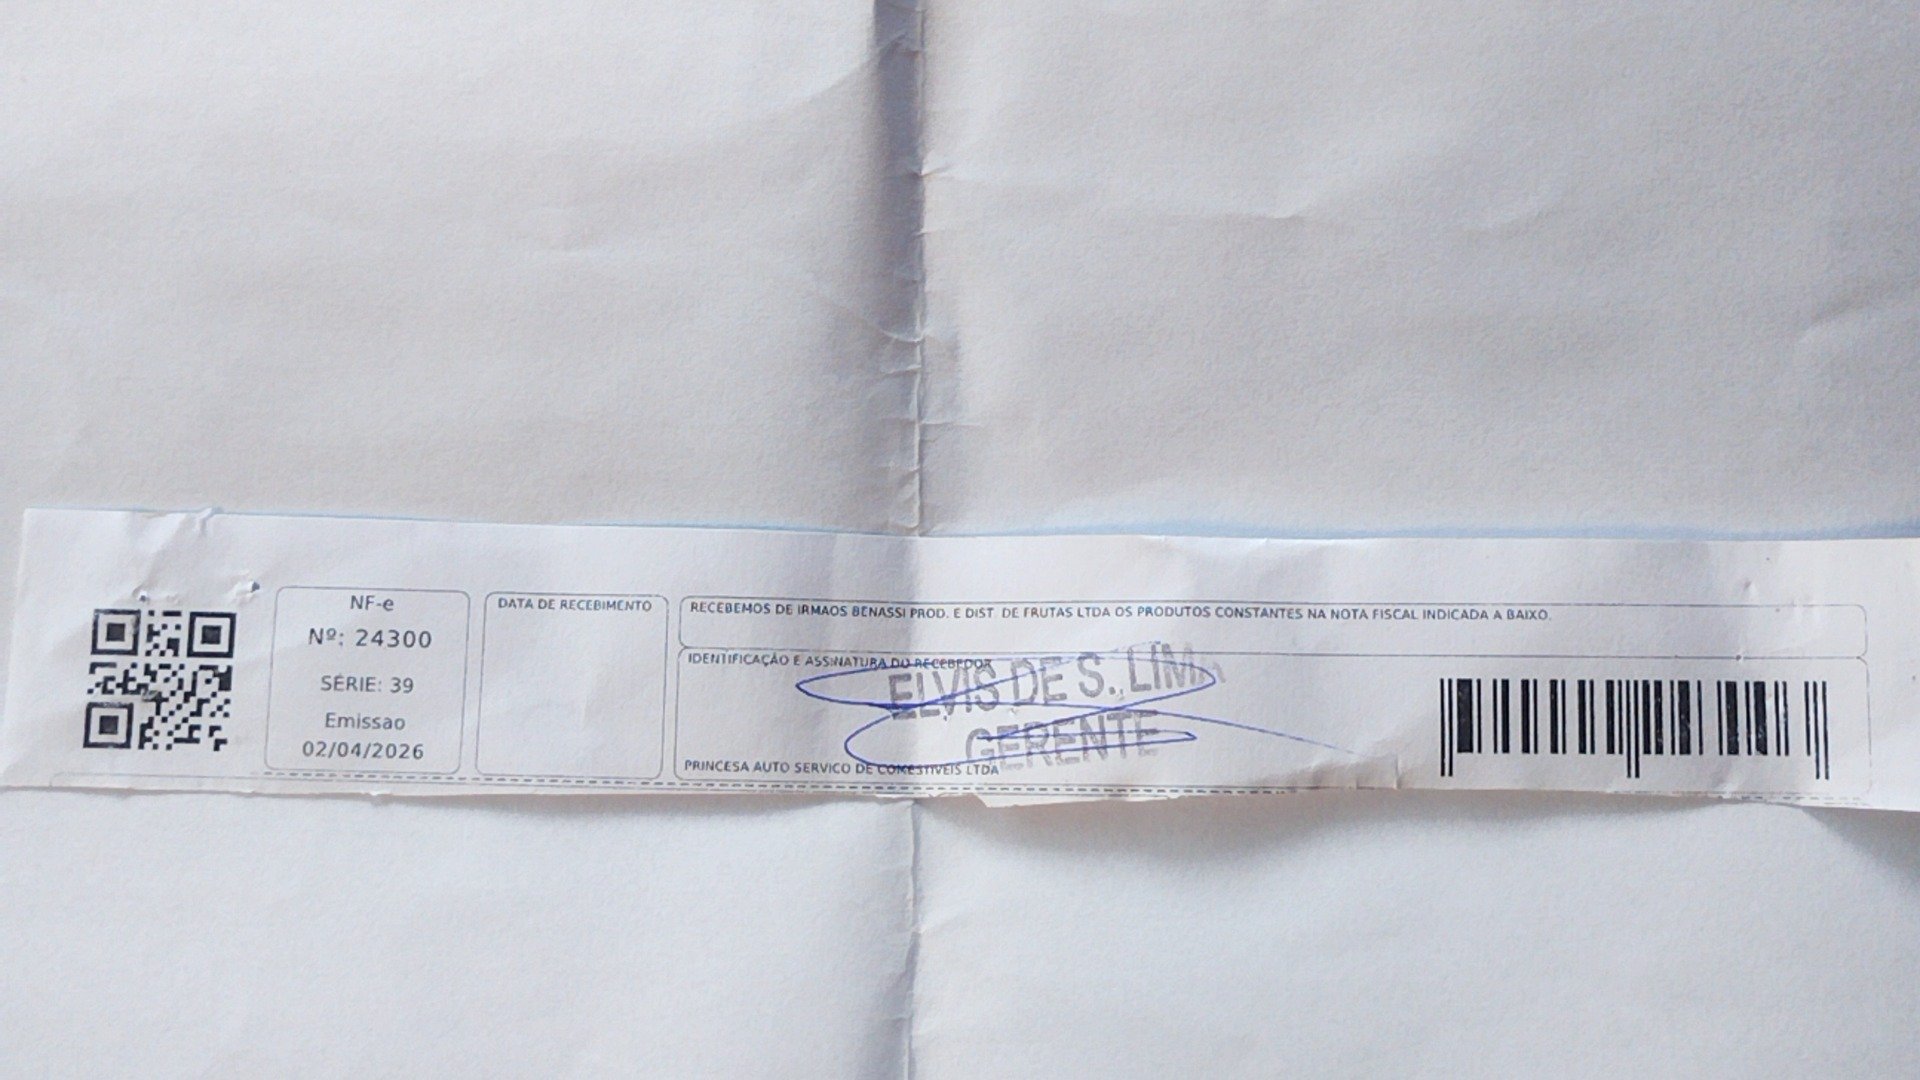 NF-e
Nº: 24300
SÉRIE: 39
Emissao
02/04/2026
DATA DE RECEBIMENTO
RECEBEMOS DE IRMAOS BENASSI PROD. E DIST. DE FRUTAS LTDA OS PRODUTOS CONSTANTES NA NOTA FISCAL INDICADA A BAIXO.
IDENTIFICAÇÃO E ASSINATURA DO RECEBEDOR
ELVIS DE S. LIMA
GERENTE
PRINCESA AUTO SERVICO DE COMESTIVEIS LTDA